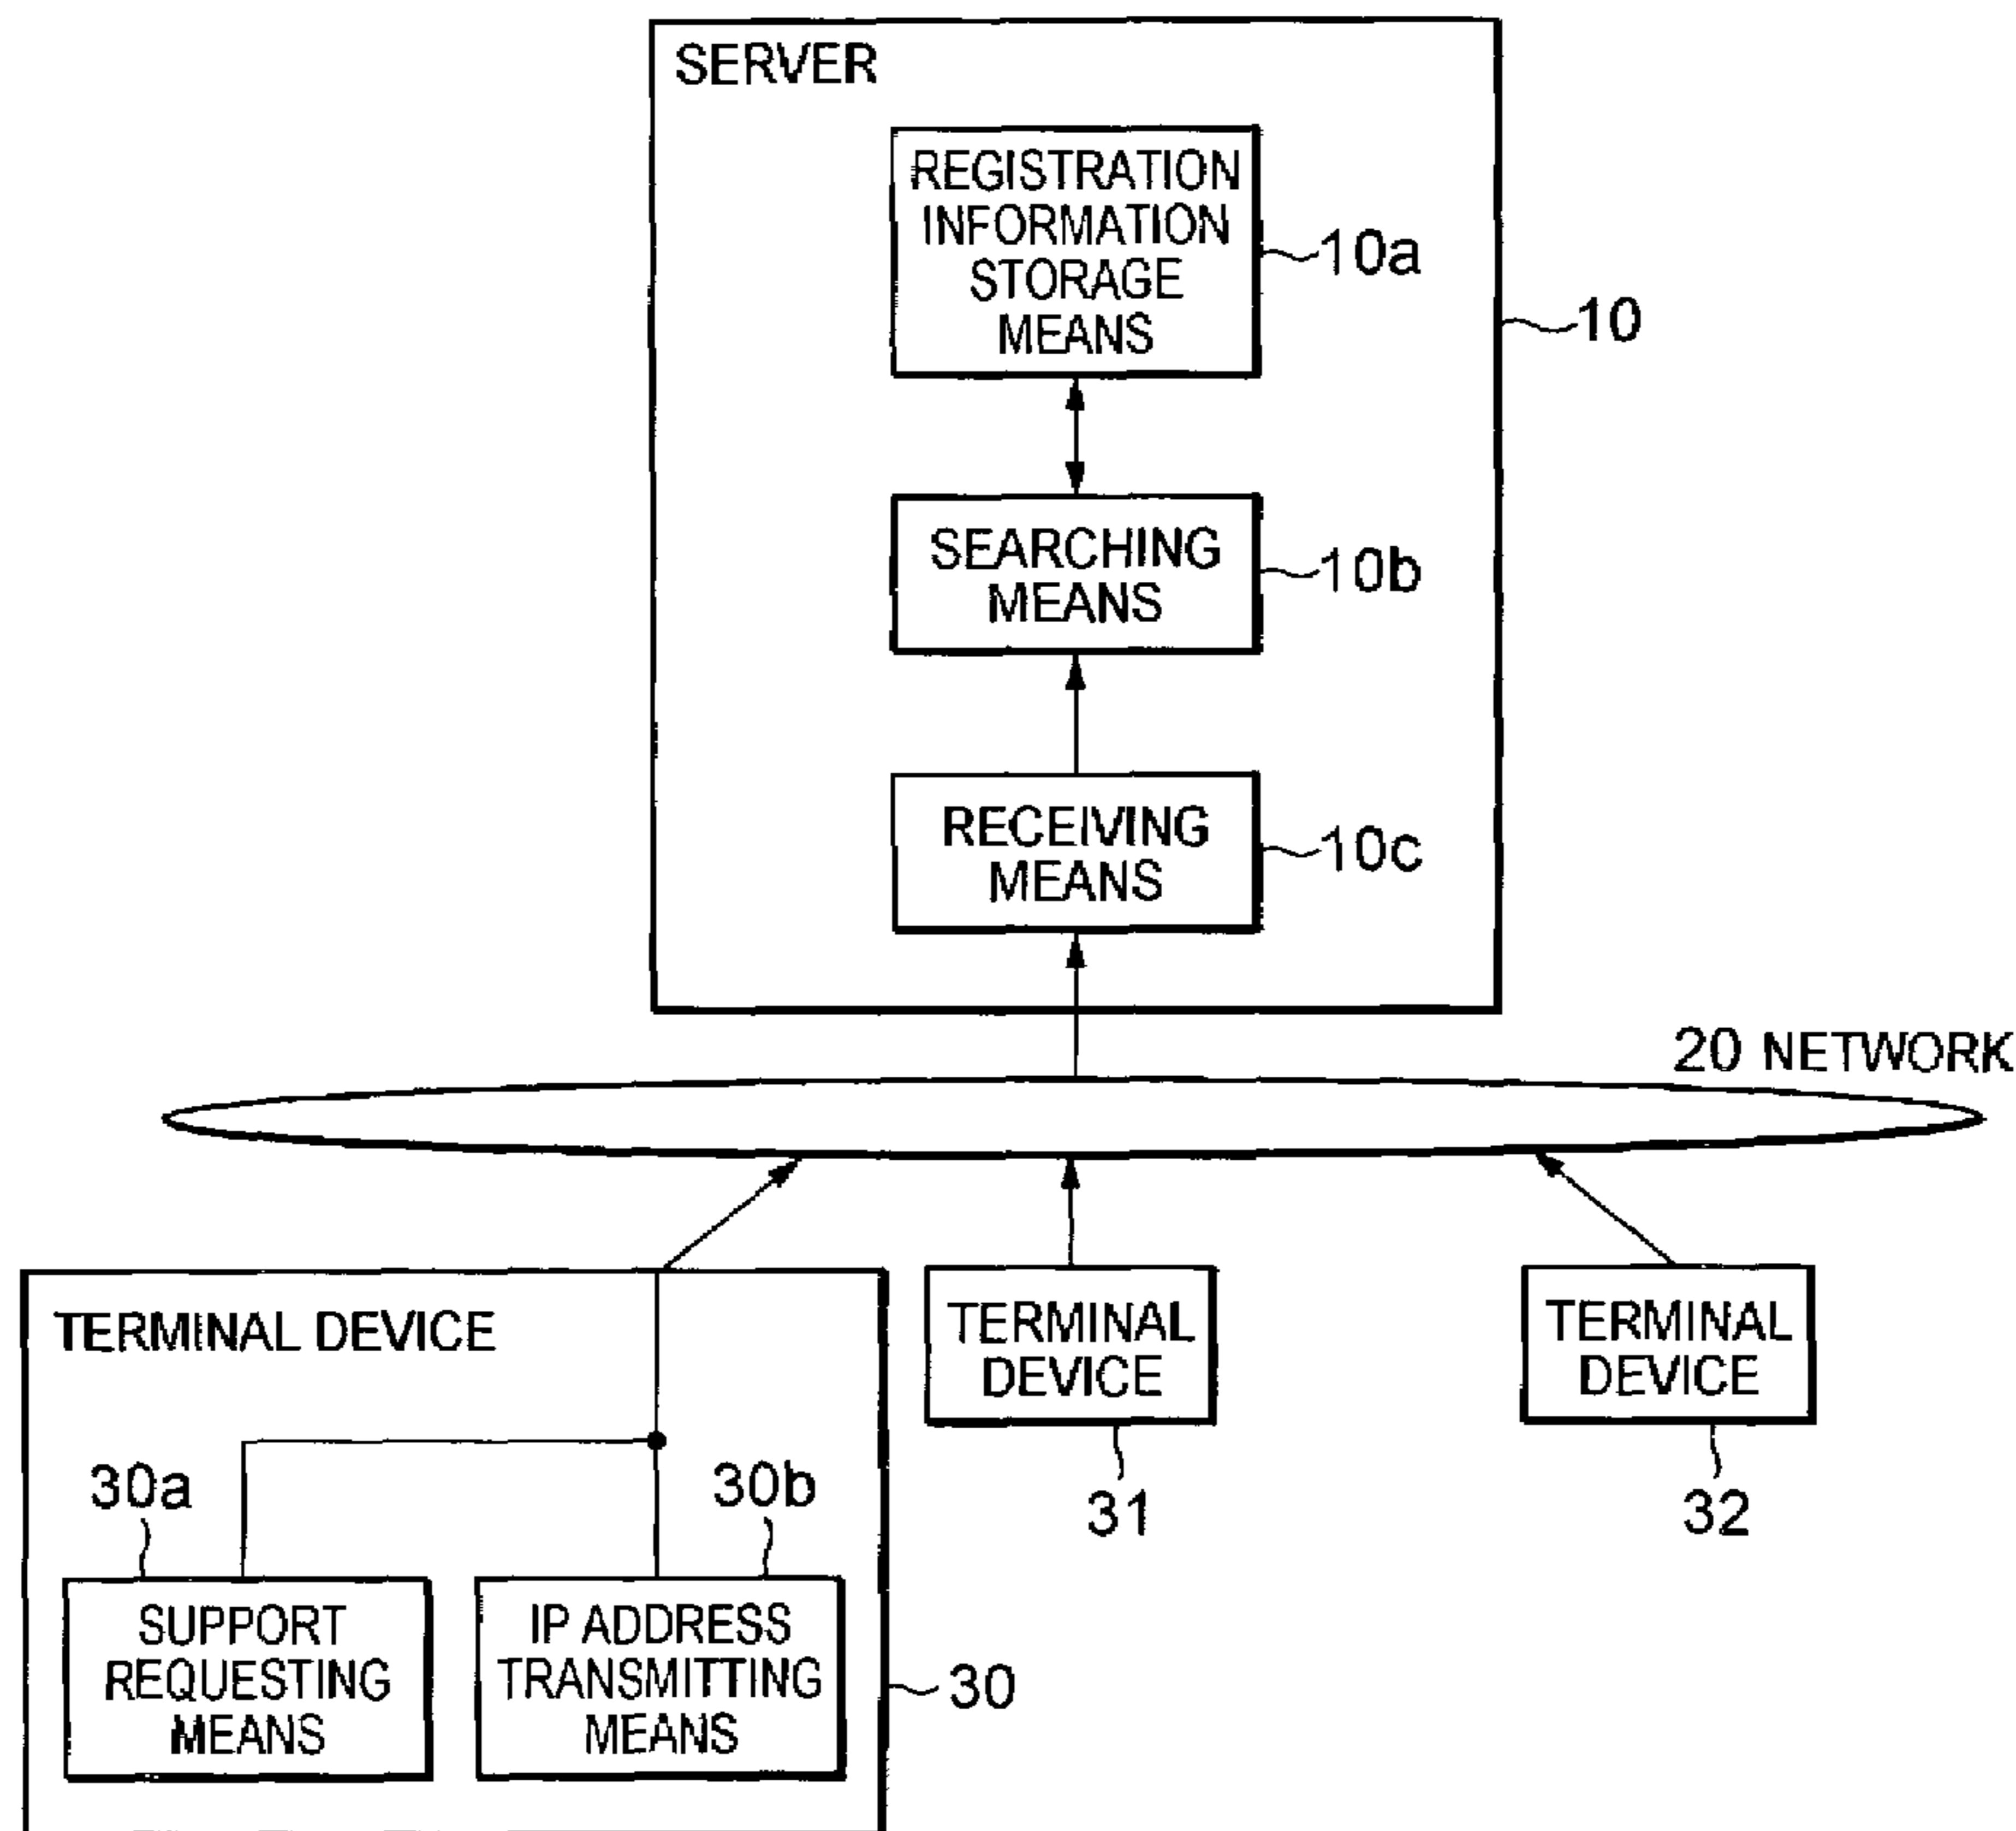 SERVER
REGISTRATION
INFORMATION
STORAGE
MEANS
10a
10
SEARCHING
MEANS
10b
RECEIVING
MEANS
10c
20 NETWORK
TERMINAL DEVICE
30a
30b
SUPPORT
REQUESTING
MEANS
IP ADDRESS
TRANSMITTING
MEANS
30
TERMINAL
DEVICE
31
TERMINAL
DEVICE
32